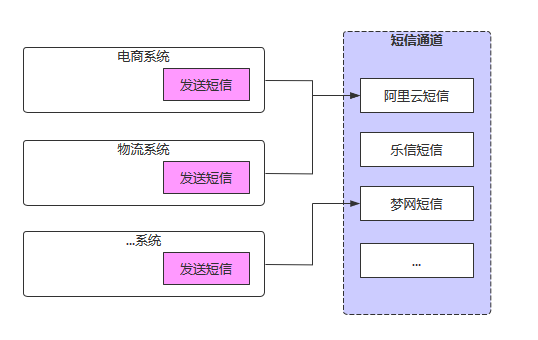 电商系统
发送短信
物流系统
发送短信
...系统
发送短信
短信通道
阿里云短信
乐信短信
梦网短信
...